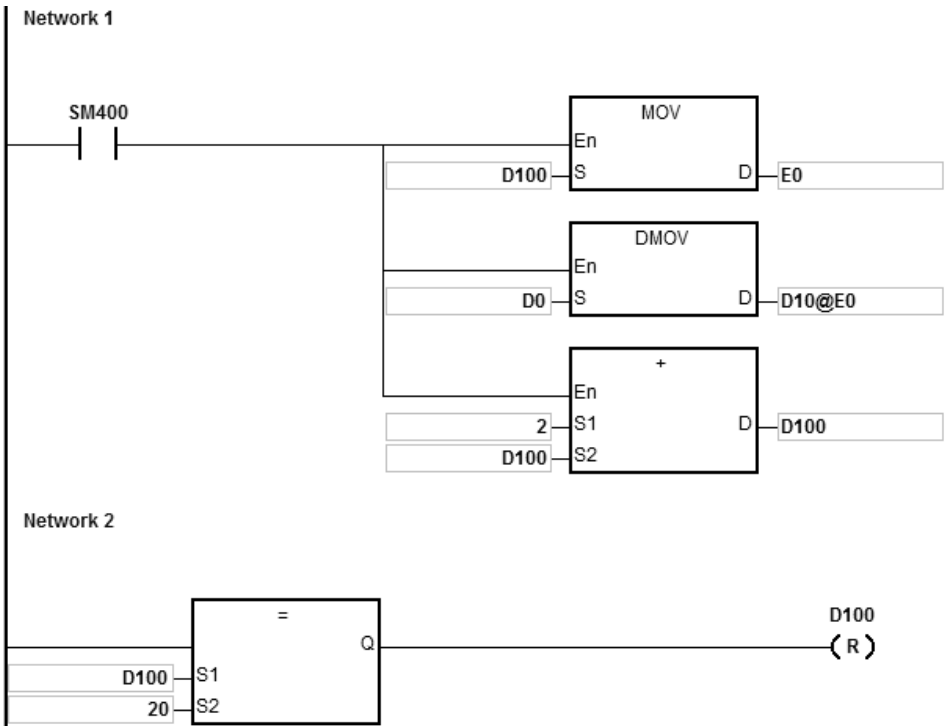 Network 1
SM400
MOV
En
D100 S D E0
DMOV
En
D0 S D D10@E0
+
En
2 S1 D D100
D100 S2
Network 2
= D100
Q ( R )
D100 S1
20 S2